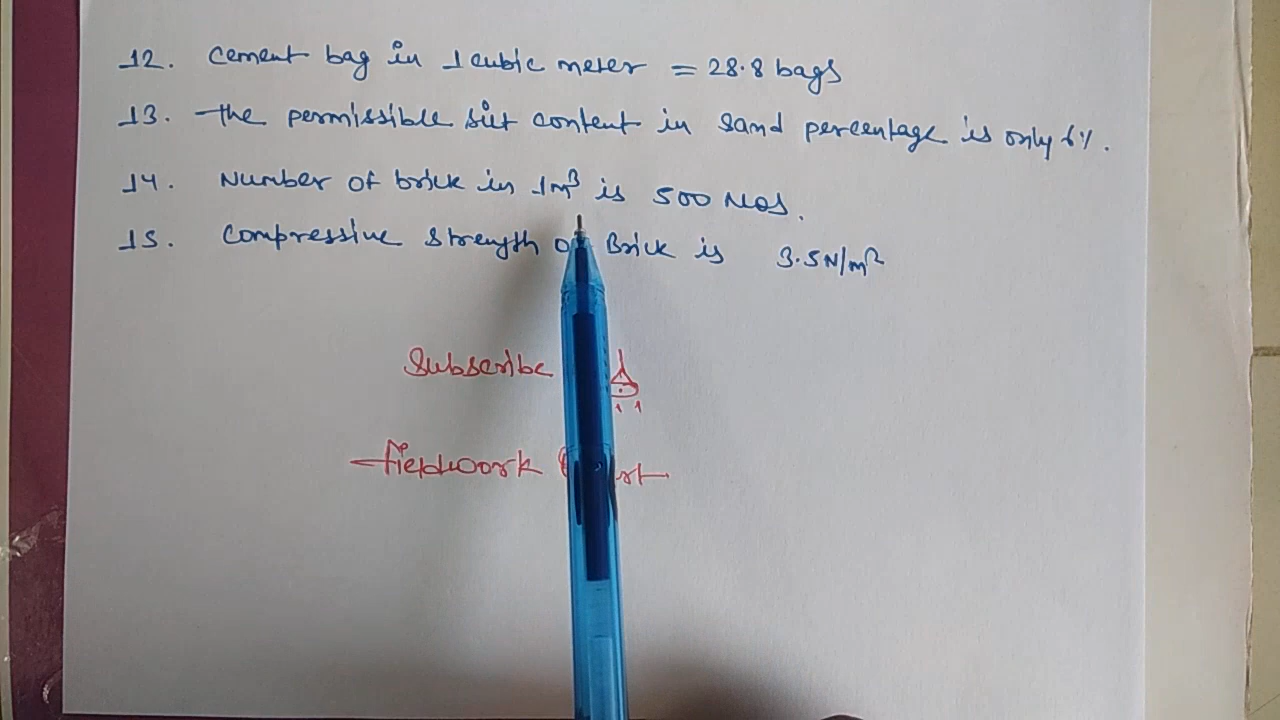 12. Cement bag in 1 cubic meter = 28.8 bags
13. The permissible silt content in sand percentage is only 6%.
14. Number of brick in 1m³ is 500 Nos.
15. Compressive strength of Brick is 3.5N/m²
Subscribe
fieldwork